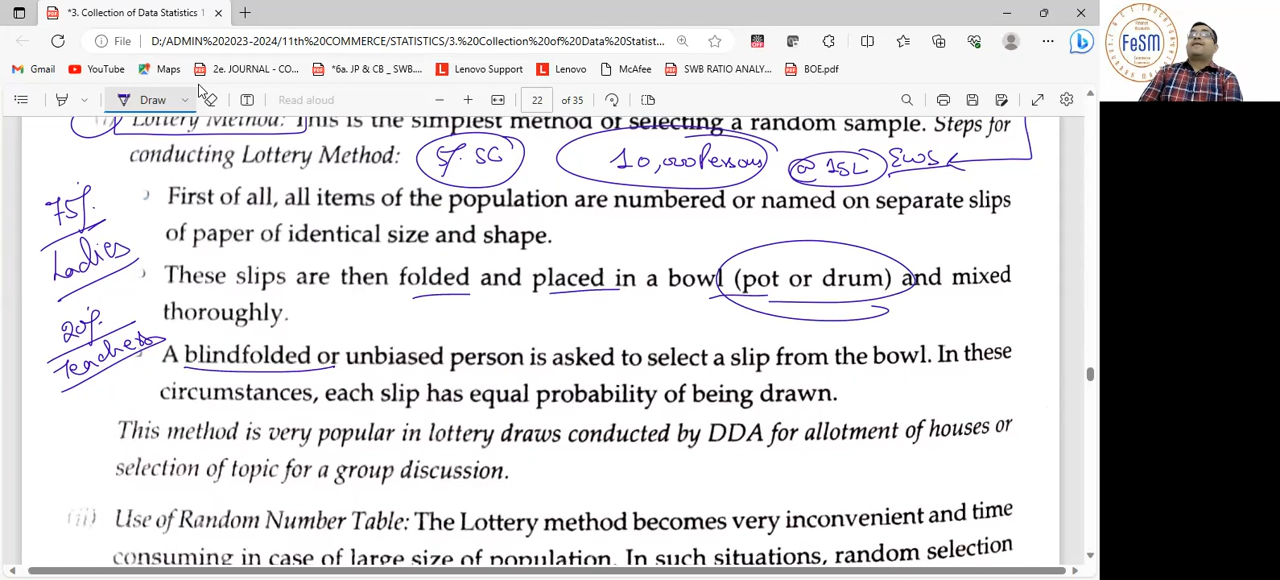 *3. Collection of Data Statistics 1
File D:/ADMIN%202023-2024/11th%20COMMERCE/STATISTICS/3.%20Collection%20of%20Data%20Statist...
Gmail YouTube Maps 2e. JOURNAL - CO... *6a. JP & CB _ SWB.... Lenovo Support Lenovo McAfee SWB RATIO ANALY... BOE.pdf
Draw Read aloud 22 of 35
FeSM
Lottery Method: This is the simplest method of selecting a random sample. Steps for
conducting Lottery Method: 5% SC 10,000 Persons @ 15L EWS
75%
Ladies
First of all, all items of the population are numbered or named on separate slips
of paper of identical size and shape.
These slips are then folded and placed in a bowl (pot or drum) and mixed
thoroughly.
20%
Teachers
A blindfolded or unbiased person is asked to select a slip from the bowl. In these
circumstances, each slip has equal probability of being drawn.
This method is very popular in lottery draws conducted by DDA for allotment of houses or
selection of topic for a group discussion.
(ii) Use of Random Number Table: The Lottery method becomes very inconvenient and time
consuming in case of large size of population. In such situations, random selection